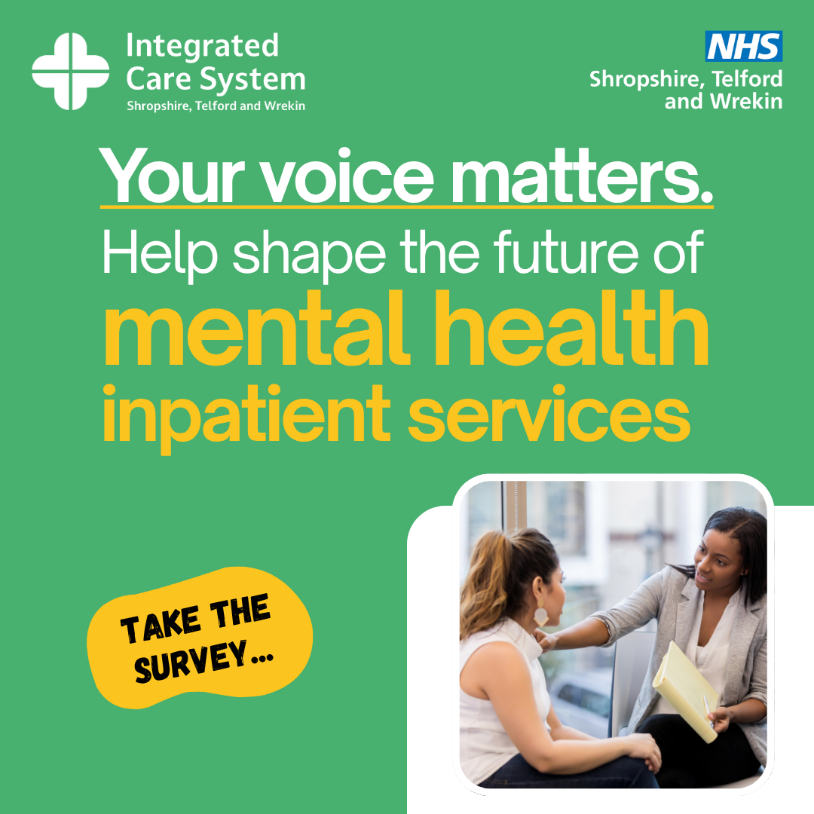 Integrated
Care System
Shropshire, Telford and Wrekin
NHS
Shropshire, Telford
and Wrekin
Your voice matters.
Help shape the future of
mental health
inpatient services
TAKE THE
SURVEY...